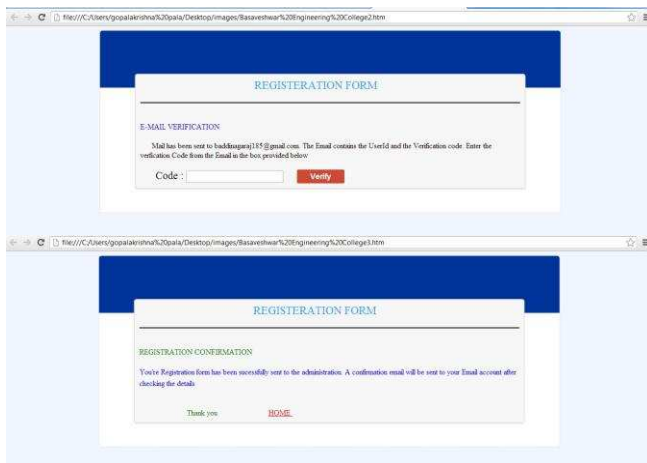 file:///C:/Users/gopalakrishna%20pala/Desktop/images/Basaveshwar%20Engineering%20College2.htm
REGISTERATION FORM
E-MAIL VERIFICATION
Mail has been sent to baddinagaraj185@gmail.com. The Email contains the UserId and the Verification code. Enter the
verfication Code from the Email in the box provided below
Code :
Verify
file:///C:/Users/gopalakrishna%20pala/Desktop/images/Basaveshwar%20Engineering%20College3.htm
REGISTERATION FORM
REGISTRATION CONFIRMATION
You're Registration form has been sucessfully sent to the administration. A confirmation email will be sent to your Email account after
checking the details
Thank you HOME